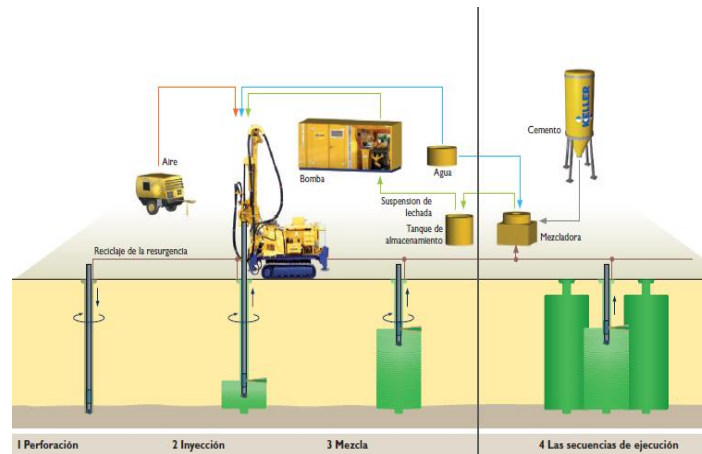 Aire
Bomba
Agua
Cemento
KELLER
Suspension de
lechada
Tanque de
almacenamiento
Mezcladora
Reciclaje de la resurgencia
1 Perforación
2 Inyección
3 Mezcla
4 Las secuencias de ejecución